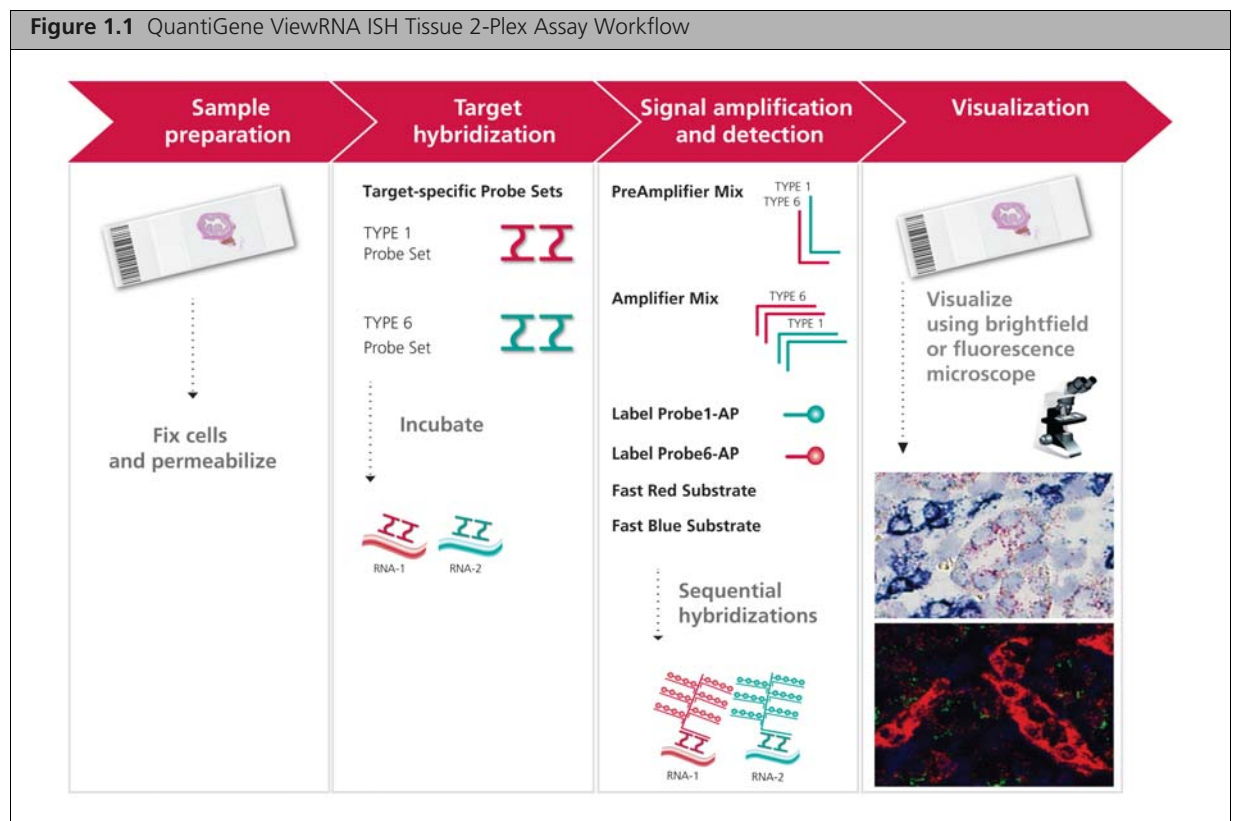 Figure 1.1 QuantiGene ViewRNA ISH Tissue 2-Plex Assay Workflow
Sample
preparation
Target
hybridization
Signal amplification
and detection
Visualization
Fix cells
and permeabilize
Target-specific Probe Sets
TYPE 1
Probe Set
TYPE 6
Probe Set
Incubate
RNA-1
RNA-2
PreAmplifier Mix
TYPE 1
TYPE 6
Amplifier Mix
TYPE 6
TYPE 1
Label Probe1-AP
Label Probe6-AP
Fast Red Substrate
Fast Blue Substrate
Sequential
hybridizations
RNA-1
RNA-2
Visualize
using brightfield
or fluorescence
microscope